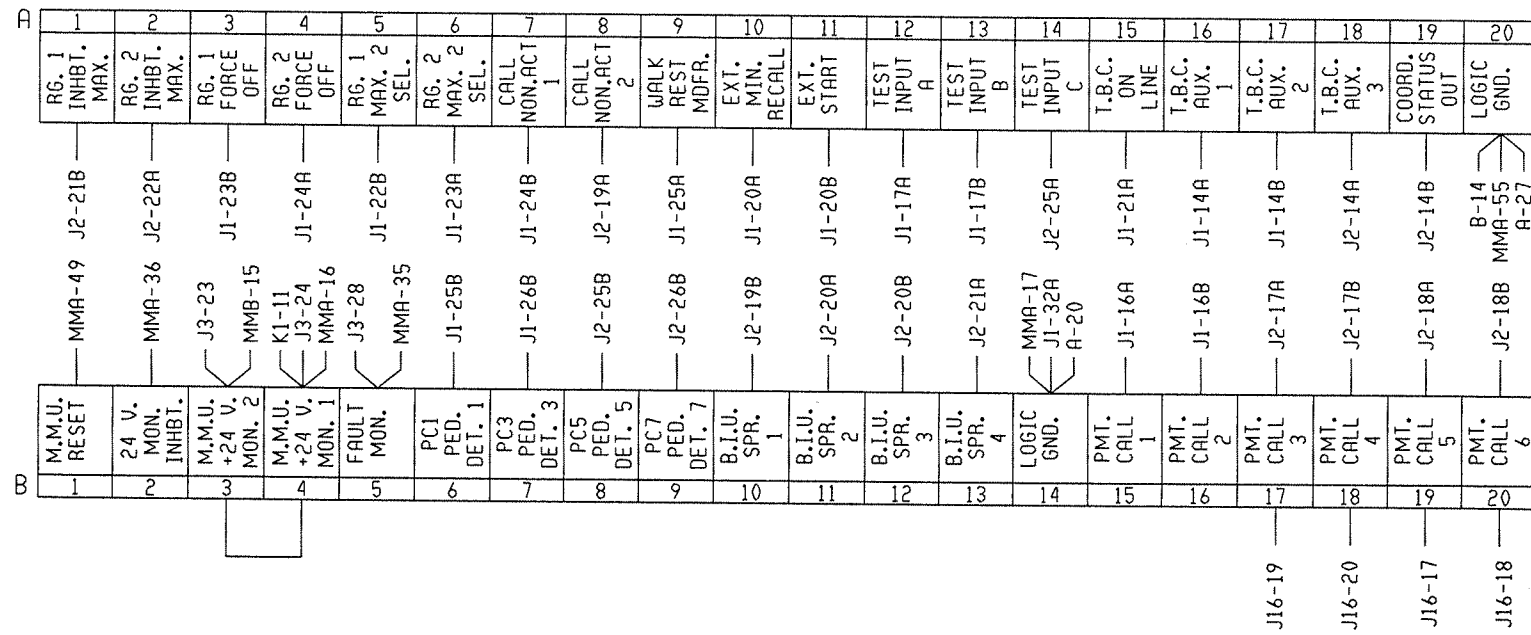 A
1 2 3 4 5 6 7 8 9 10 11 12 13 14 15 16 17 18 19 20
RG. 1
INHBT.
MAX.
RG. 2
INHBT.
MAX.
RG. 1
FORCE
OFF
RG. 2
FORCE
OFF
RG. 1
MAX. 2
SEL.
RG. 2
MAX. 2
SEL.
CALL
NON.ACT
1
CALL
NON.ACT
2
WALK
REST
MDFR.
EXT.
MIN.
RECALL
EXT.
START
TEST
INPUT
A
TEST
INPUT
B
TEST
INPUT
C
T.B.C.
ON
LINE
T.B.C.
AUX.
1
T.B.C.
AUX.
2
T.B.C.
AUX.
3
COORD.
STATUS
OUT
LOGIC
GND.
J2-21B
J2-22A
J1-23B
J1-24A
J1-22B
J1-23A
J1-24B
J2-19A
J1-25A
J1-20A
J1-20B
J1-17A
J1-17B
J2-25A
J1-21A
J1-14A
J1-14B
J2-14A
J2-14B
B-14
MMA-55
A-27
MMA-49
MMA-36
J3-23
MMB-15
K1-11
J3-24
MMA-16
J3-28
MMA-35
J1-25B
J1-26B
J2-25B
J2-26B
J2-19B
J2-20A
J2-20B
J2-21A
MMA-17
J1-32A
A-20
J1-16A
J1-16B
J2-17A
J2-17B
J2-18A
J2-18B
M.M.U.
RESET
24 V.
MON.
INHBT.
M.M.U.
+24 V.
MON. 2
M.M.U.
+24 V.
MON. 1
FAULT
MON.
PC1
PED.
DET. 1
PC3
PED.
DET. 3
PC5
PED.
DET. 5
PC7
PED.
DET. 7
B.I.U.
SPR.
1
B.I.U.
SPR.
2
B.I.U.
SPR.
3
B.I.U.
SPR.
4
LOGIC
GND.
PMT.
CALL
1
PMT.
CALL
2
PMT.
CALL
3
PMT.
CALL
4
PMT.
CALL
5
PMT.
CALL
6
B
1 2 3 4 5 6 7 8 9 10 11 12 13 14 15 16 17 18 19 20
J16-19
J16-20
J16-17
J16-18